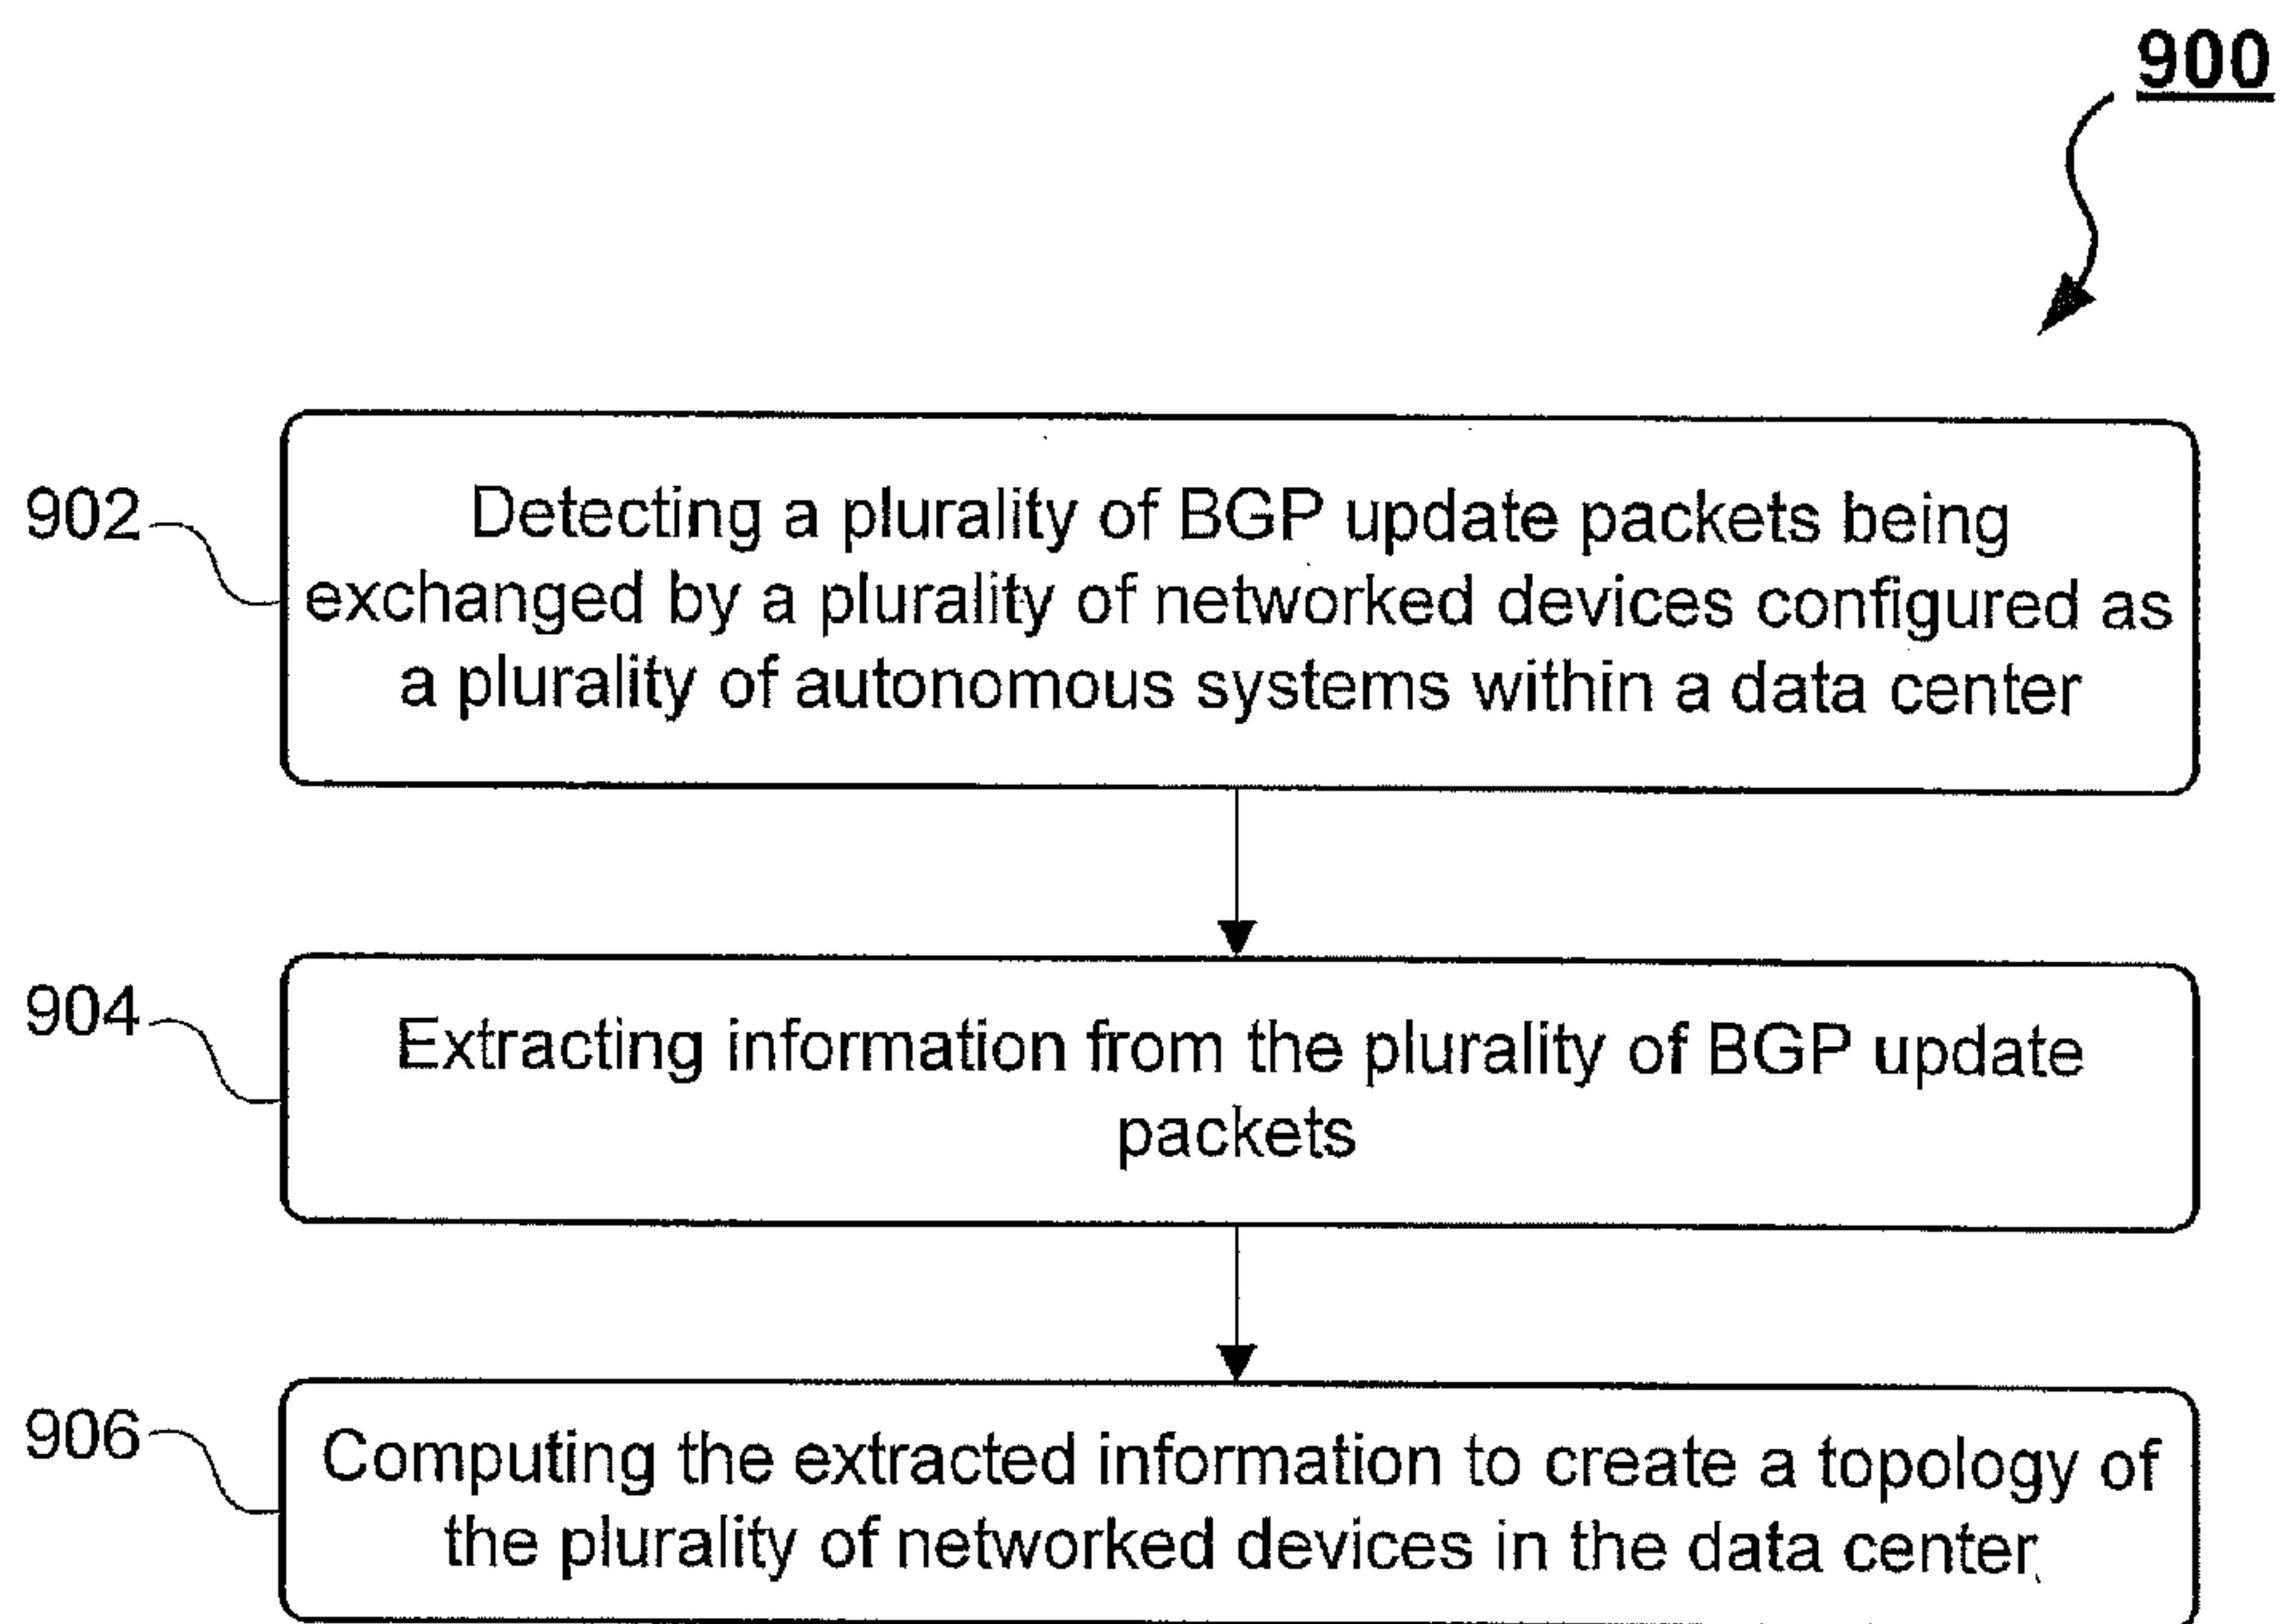 900
902
Detecting a plurality of BGP update packets being
exchanged by a plurality of networked devices configured as
a plurality of autonomous systems within a data center
904
Extracting information from the plurality of BGP update
packets
906
Computing the extracted information to create a topology of
the plurality of networked devices in the data center